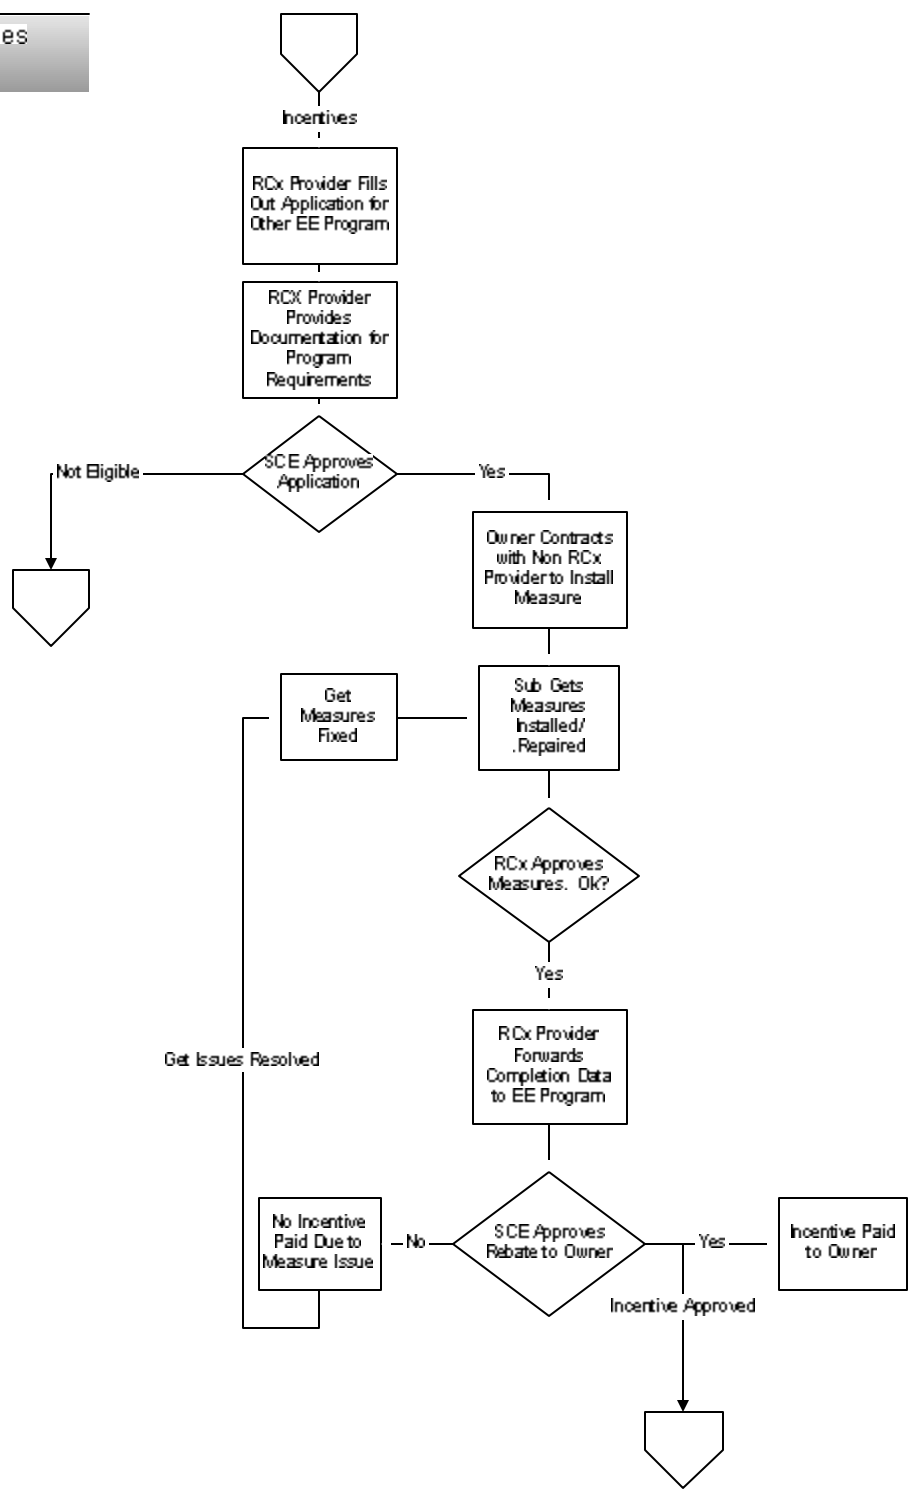 es
Incentives
RCx Provider Fills
Out Application for
Other EE Program
RCX Provider
Provides
Documentation for
Program
Requirements
SCE Approves
Application
Not Eligible
Yes
Owner Contracts
with Non RCx
Provider to Install
Measure
Get
Measures
Fixed
Sub Gets
Measures
Installed/
.Repaired
RCx Approves
Measures. Ok?
Yes
RCx Provider
Forwards
Completion Data
to EE Program
Get Issues Resolved
No Incentive
Paid Due to
Measure Issue
No
SCE Approves
Rebate to Owner
Yes
Incentive Paid
to Owner
Incentive Approved